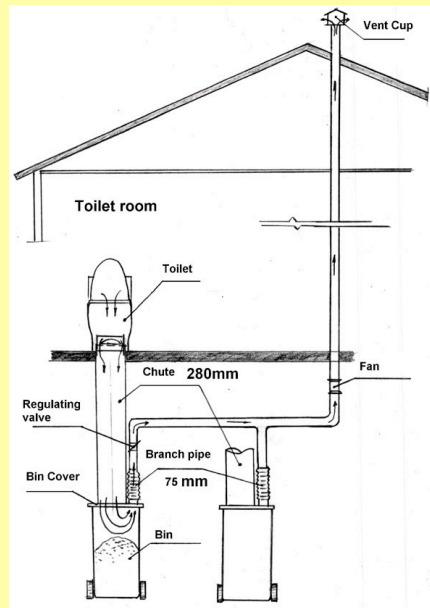 Vent Cup
Toilet room
Toilet
Chute 280mm
Fan
Regulating
valve
Branch pipe
75 mm
Bin Cover
Bin